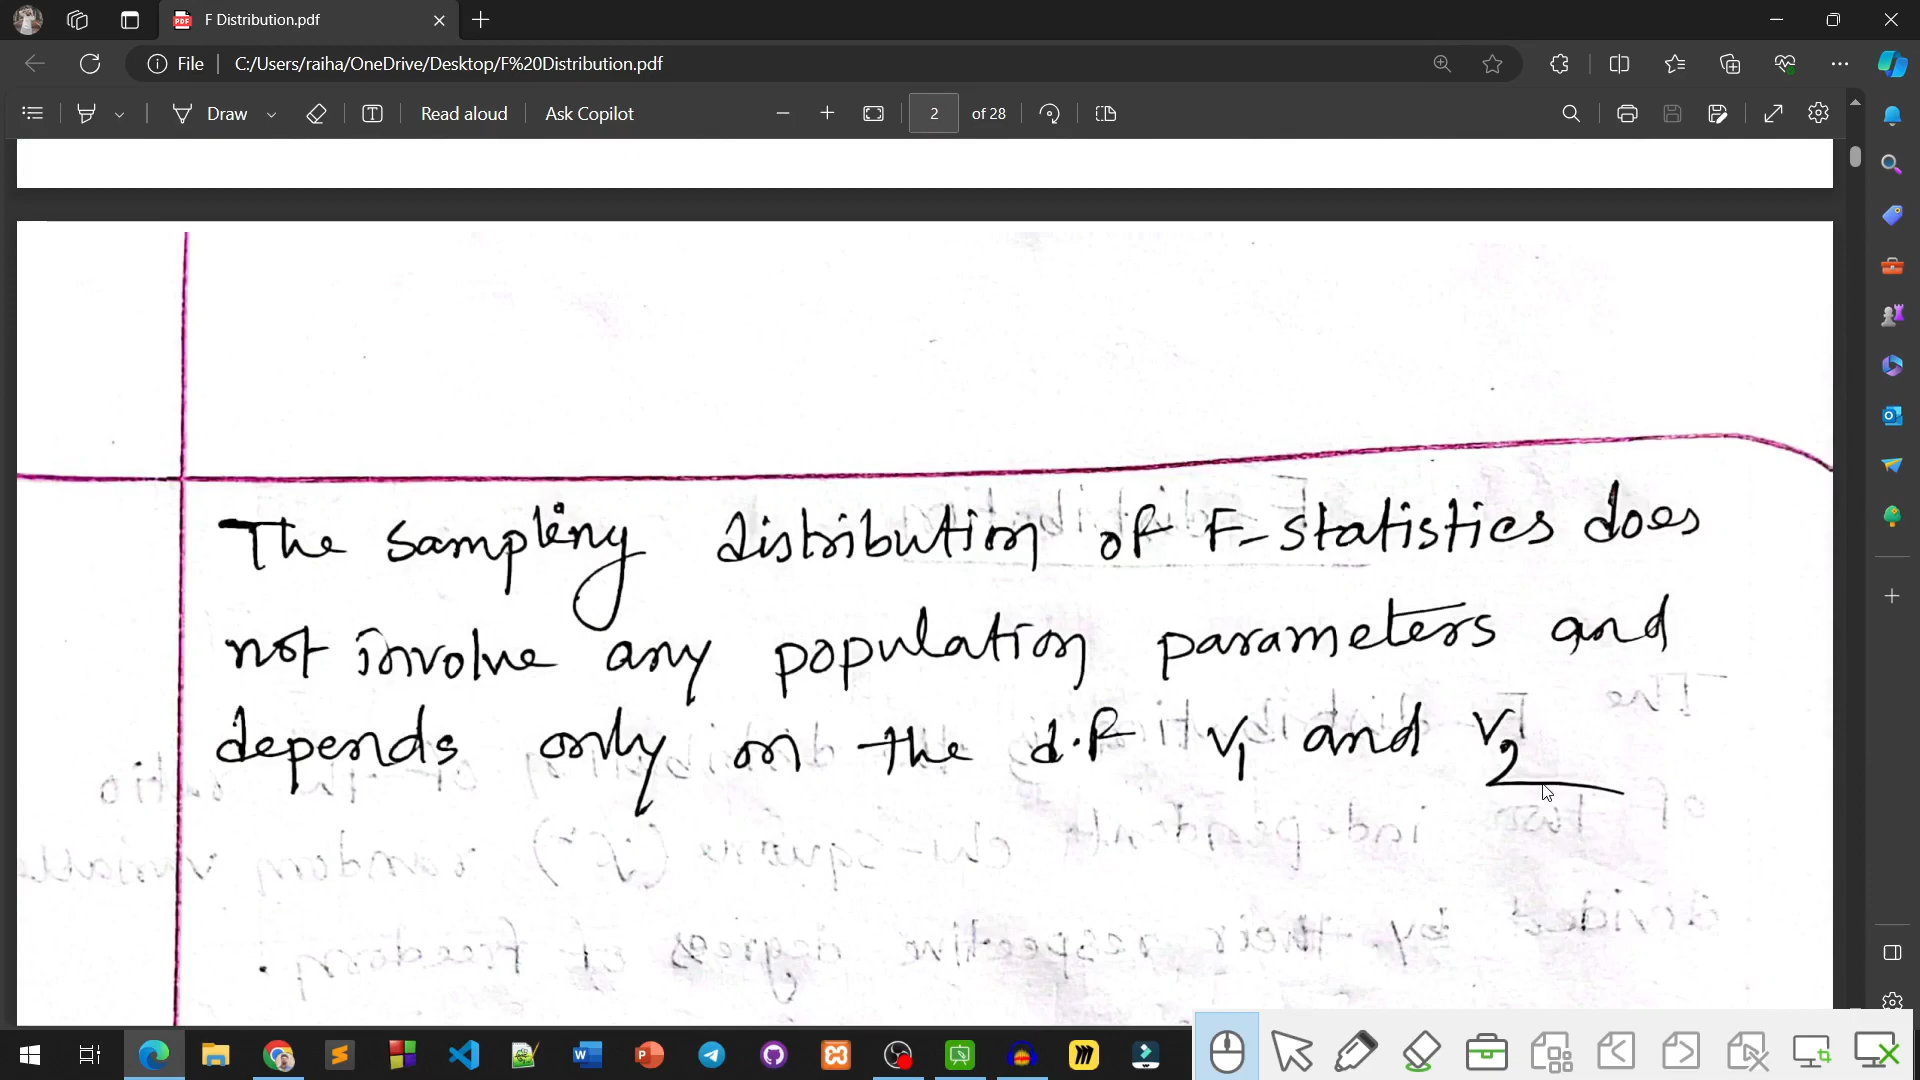 F Distribution.pdf
File
C:/Users/raiha/OneDrive/Desktop/F%20Distribution.pdf
Draw
Read aloud
Ask Copilot
2
of 28
The sampling distribution of F-statistics does
not involve any population parameters and
depends only on the d.f v1 and v2